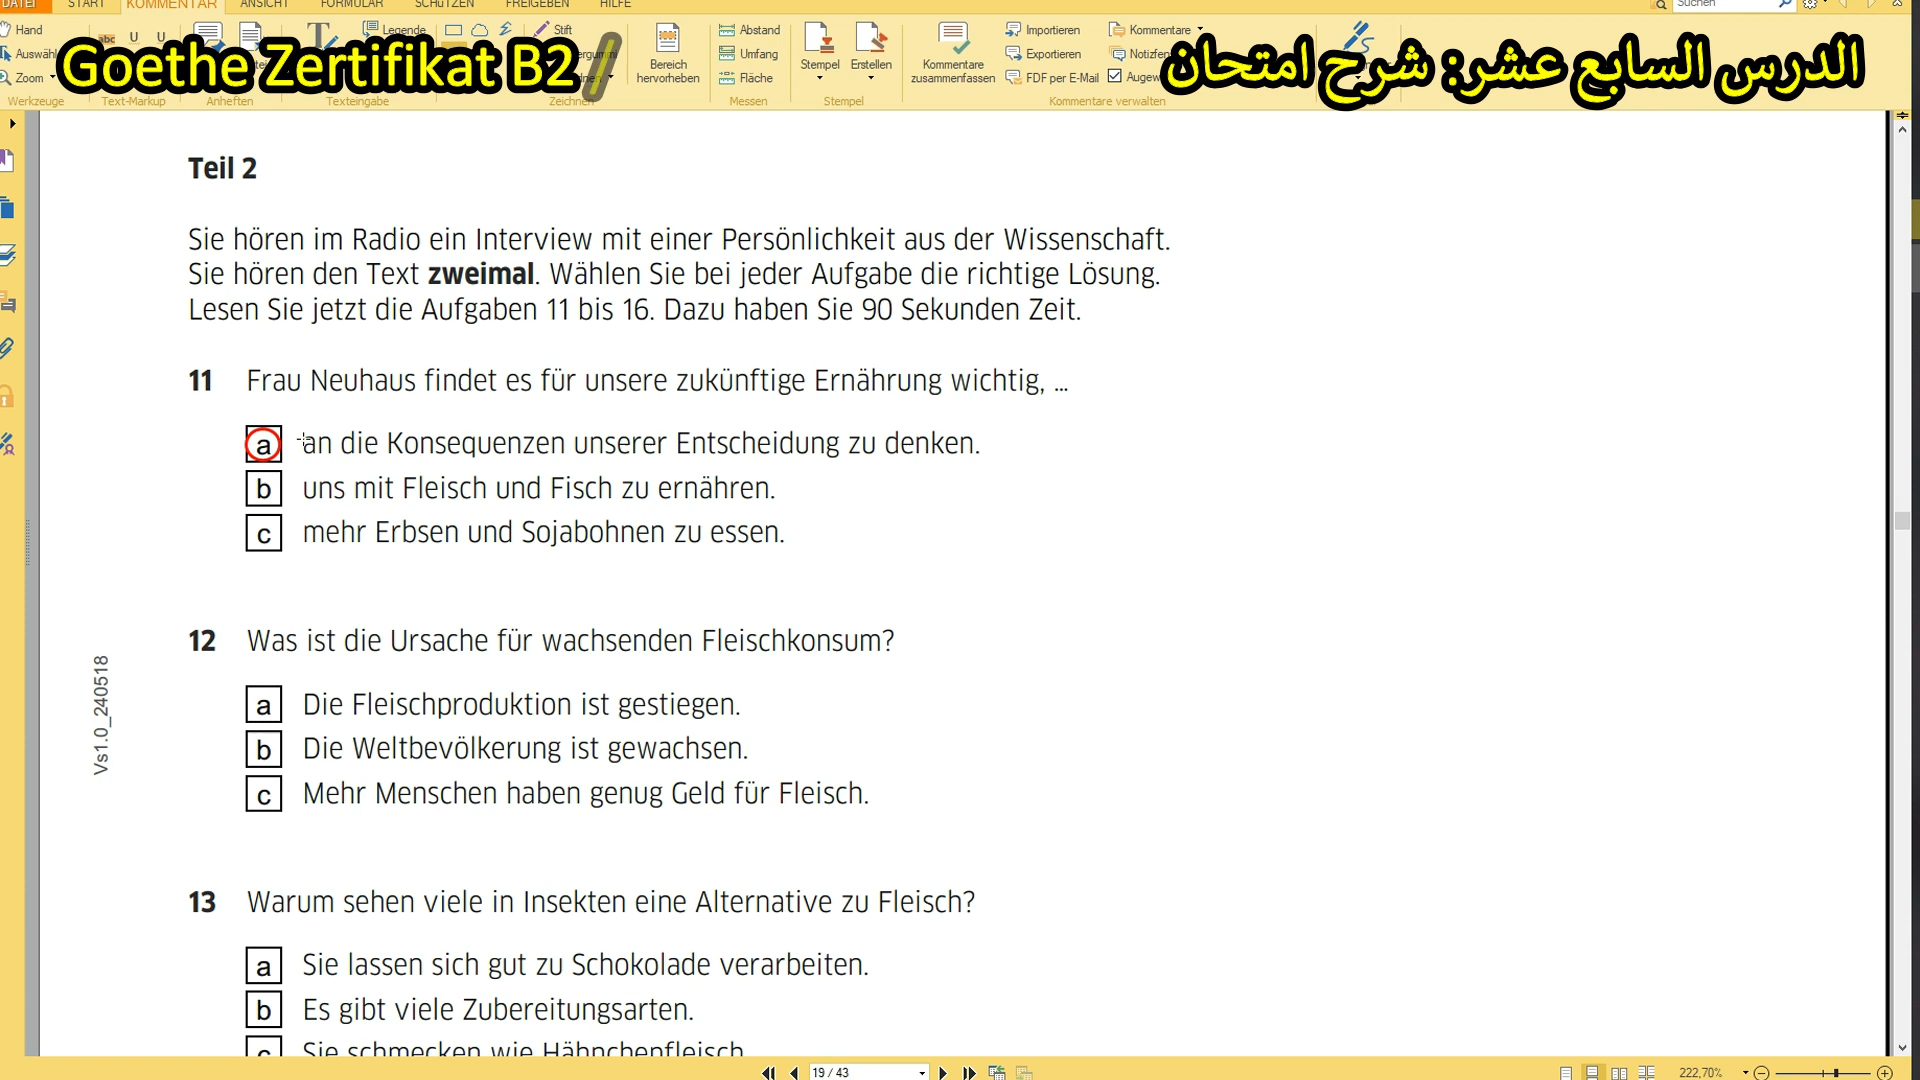 DATEI START KOMMENTAR ANSICHT FORMULAR SCHÜTZEN FREIGEBEN HILFE Suchen
Hand Legende Stift Abstand Importieren Kommentare
Umfang Exportieren Notizfen
Zoom Bereich hervorheben Fläche Stempel Erstellen Kommentare zusammenfassen FDF per E-Mail
Werkzeuge Text-Markup Anheften Texteingabe Messen Stempel Kommentare verwalten
Goethe Zertifikat B2
الدرس السابع عشر: شرح امتحان
Teil 2
Sie hören im Radio ein Interview mit einer Persönlichkeit aus der Wissenschaft.
Sie hören den Text zweimal. Wählen Sie bei jeder Aufgabe die richtige Lösung.
Lesen Sie jetzt die Aufgaben 11 bis 16. Dazu haben Sie 90 Sekunden Zeit.
11 Frau Neuhaus findet es für unsere zukünftige Ernährung wichtig, ...
a an die Konsequenzen unserer Entscheidung zu denken.
b uns mit Fleisch und Fisch zu ernähren.
c mehr Erbsen und Sojabohnen zu essen.
12 Was ist die Ursache für wachsenden Fleischkonsum?
a Die Fleischproduktion ist gestiegen.
b Die Weltbevölkerung ist gewachsen.
c Mehr Menschen haben genug Geld für Fleisch.
13 Warum sehen viele in Insekten eine Alternative zu Fleisch?
a Sie lassen sich gut zu Schokolade verarbeiten.
b Es gibt viele Zubereitungsarten.
c Sie schmecken wie Hähnchenfleisch.
Vs1.0_240518
19 / 43
222,70%